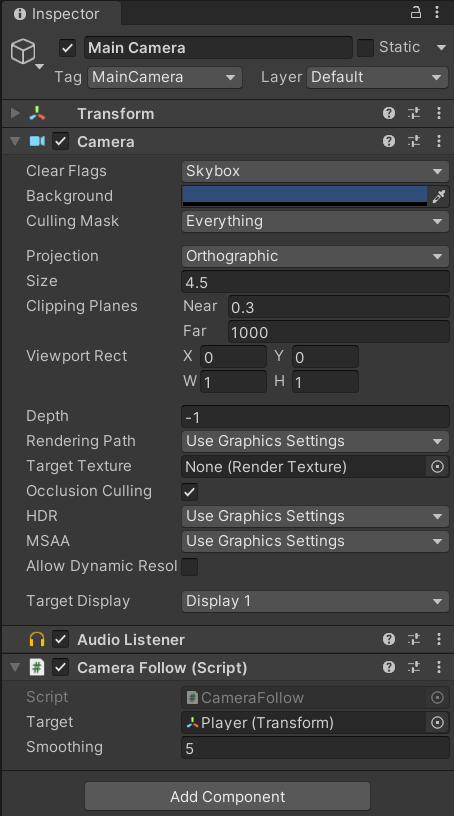 Inspector
Main Camera Static
Tag MainCamera Layer Default
Transform
Camera
Clear Flags Skybox
Background
Culling Mask Everything
Projection Orthographic
Size 4.5
Clipping Planes Near 0.3
Far 1000
Viewport Rect X 0 Y 0
W 1 H 1
Depth -1
Rendering Path Use Graphics Settings
Target Texture None (Render Texture)
Occlusion Culling
HDR Use Graphics Settings
MSAA Use Graphics Settings
Allow Dynamic Resol
Target Display Display 1
Audio Listener
# Camera Follow (Script)
Script # CameraFollow
Target Player (Transform)
Smoothing 5
Add Component